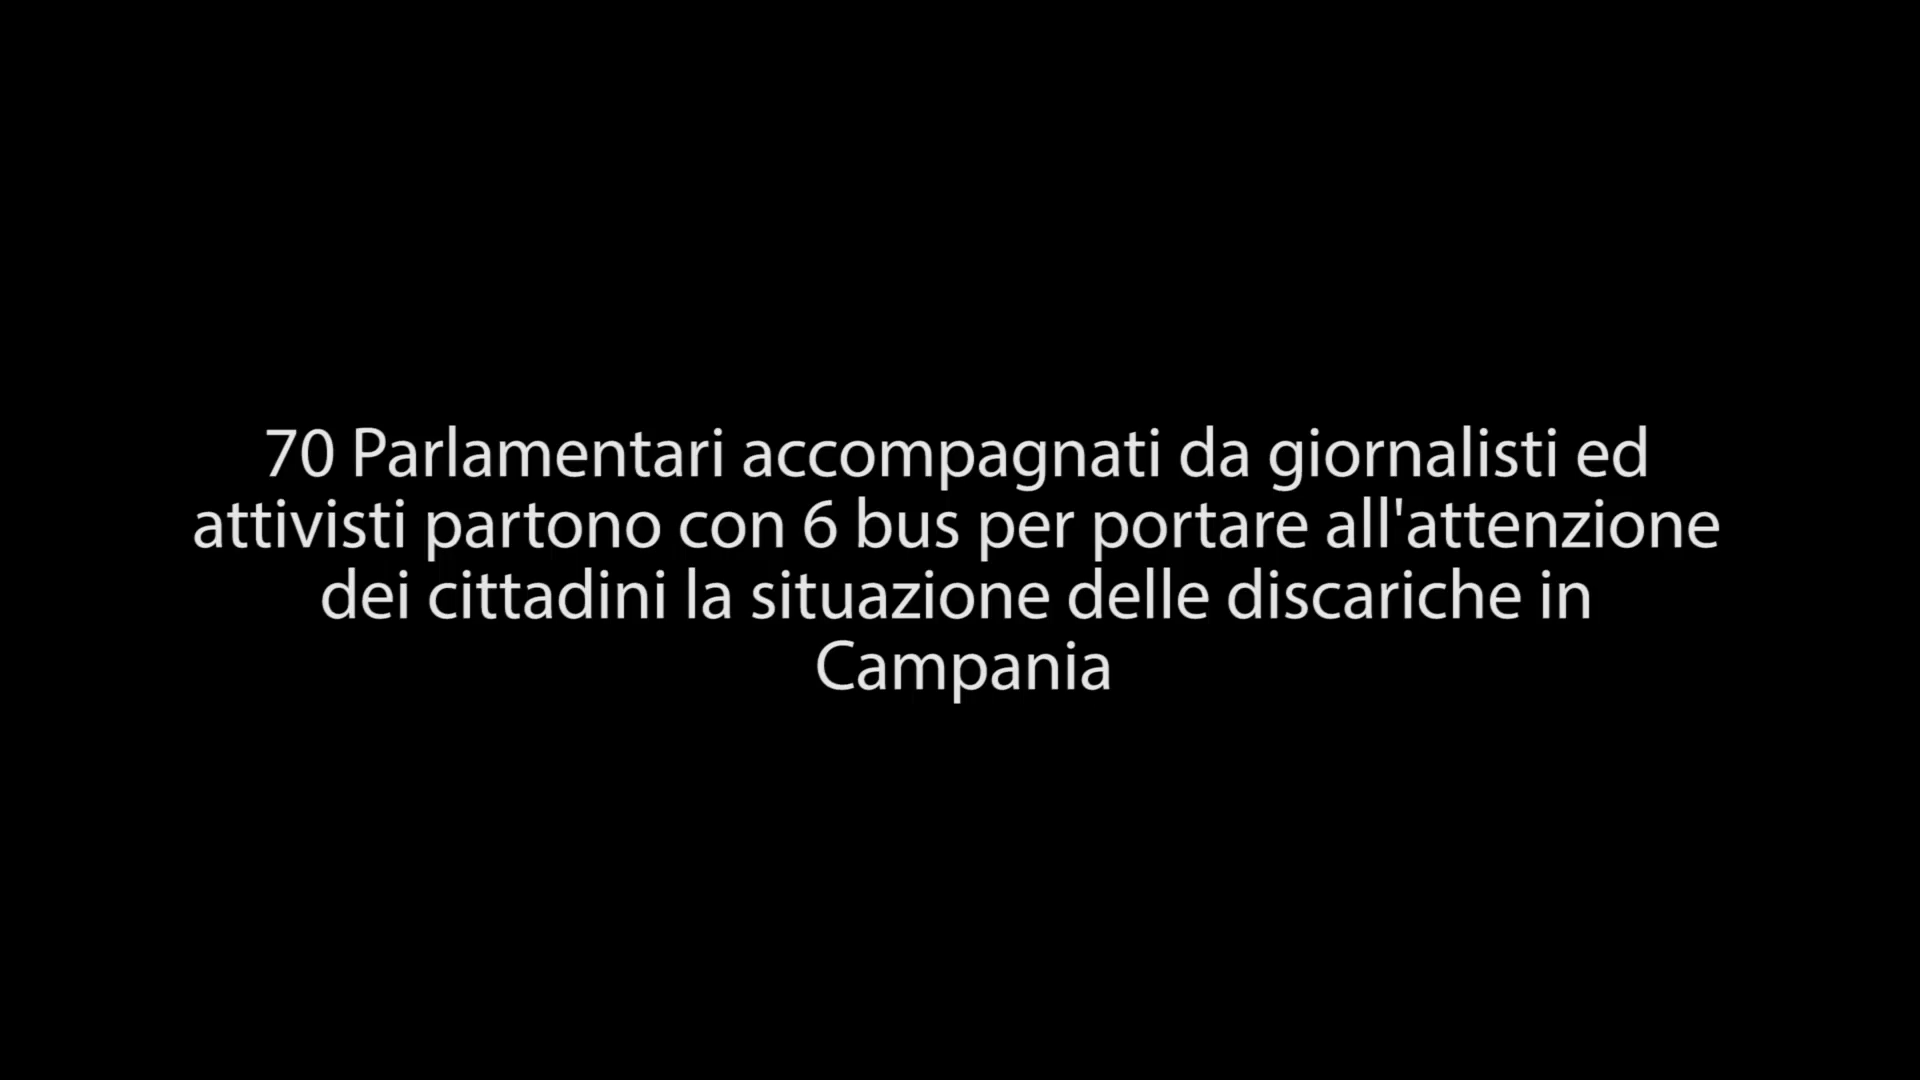 70 Parlamentari accompagnati da giornalisti ed
attivisti partono con 6 bus per portare all'attenzione
dei cittadini la situazione delle discariche in
Campania